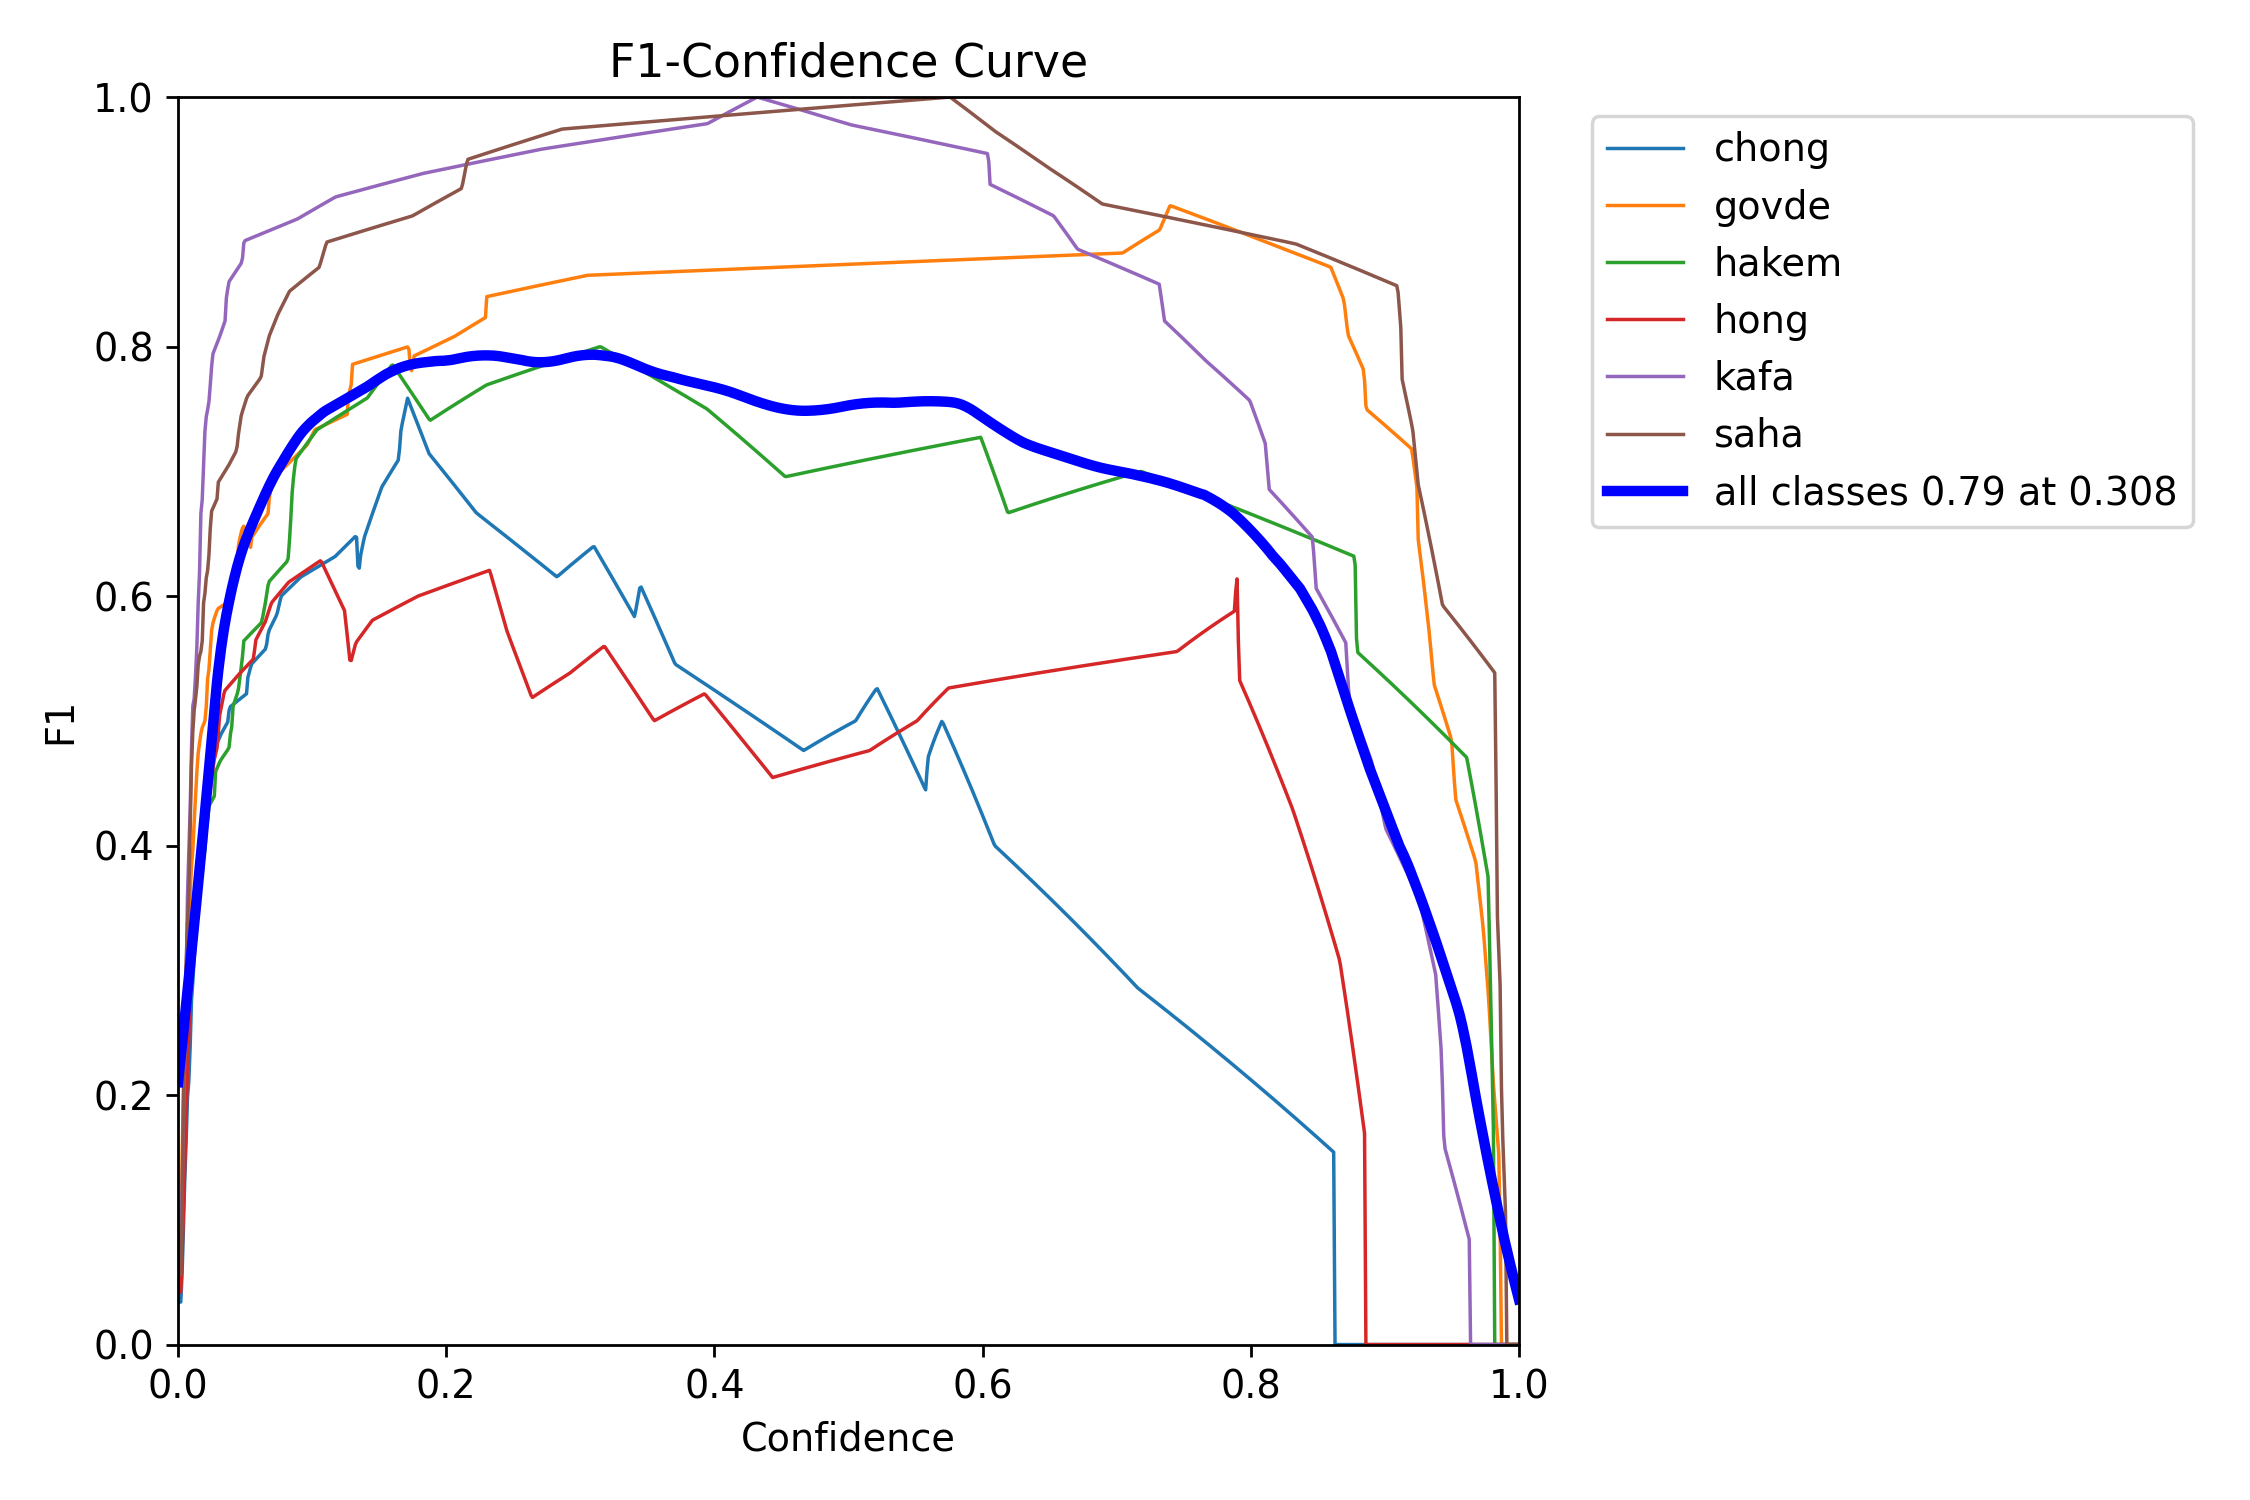 F1-Confidence Curve
1.0
0.8
0.6
0.4
0.2
0.0
F1
0.0 0.2 0.4 0.6 0.8 1.0
Confidence
chong
govde
hakem
hong
kafa
saha
all classes 0.79 at 0.308